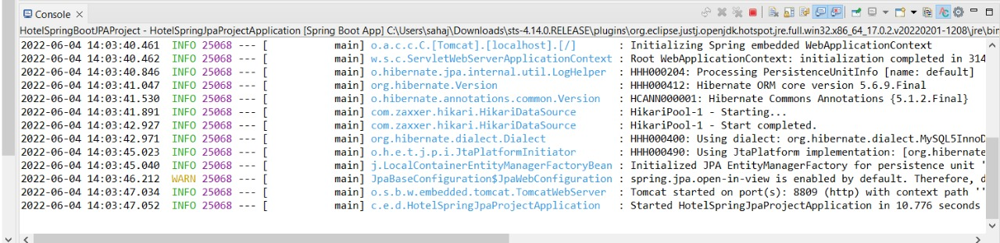 Console
HotelSpringBootJPAProject - HotelSpringJpaProjectApplication [Spring Boot App] C:\Users\sahaj\Downloads\sts-4.14.0.RELEASE\plugins\org.eclipse.justj.openjdk.hotspot.jre.full.win32.x86_64_17.0.2.v20220201-1208\jre\bin
2022-06-04 14:03:40.461 INFO 25068 --- [ main] o.a.c.c.C.[Tomcat].[localhost].[/] : Initializing Spring embedded WebApplicationContext
2022-06-04 14:03:40.462 INFO 25068 --- [ main] w.s.c.ServletWebServerApplicationContext : Root WebApplicationContext: initialization completed in 314
2022-06-04 14:03:40.846 INFO 25068 --- [ main] o.hibernate.jpa.internal.util.LogHelper : HHH000204: Processing PersistenceUnitInfo [name: default]
2022-06-04 14:03:41.047 INFO 25068 --- [ main] org.hibernate.Version : HHH000412: Hibernate ORM core version 5.6.9.Final
2022-06-04 14:03:41.530 INFO 25068 --- [ main] o.hibernate.annotations.common.Version : HCANN000001: Hibernate Commons Annotations {5.1.2.Final}
2022-06-04 14:03:41.891 INFO 25068 --- [ main] com.zaxxer.hikari.HikariDataSource : HikariPool-1 - Starting...
2022-06-04 14:03:42.927 INFO 25068 --- [ main] com.zaxxer.hikari.HikariDataSource : HikariPool-1 - Start completed.
2022-06-04 14:03:42.971 INFO 25068 --- [ main] org.hibernate.dialect.Dialect : HHH000400: Using dialect: org.hibernate.dialect.MySQL5InnoD
2022-06-04 14:03:45.023 INFO 25068 --- [ main] o.h.e.t.j.p.i.JtaPlatformInitiator : HHH000490: Using JtaPlatform implementation: [org.hibernate
2022-06-04 14:03:45.040 INFO 25068 --- [ main] j.LocalContainerEntityManagerFactoryBean : Initialized JPA EntityManagerFactory for persistence unit '
2022-06-04 14:03:46.212 WARN 25068 --- [ main] JpaBaseConfiguration$JpaWebConfiguration : spring.jpa.open-in-view is enabled by default. Therefore, d
2022-06-04 14:03:47.034 INFO 25068 --- [ main] o.s.b.w.embedded.tomcat.TomcatWebServer : Tomcat started on port(s): 8809 (http) with context path ''
2022-06-04 14:03:47.052 INFO 25068 --- [ main] c.e.d.HotelSpringJpaProjectApplication : Started HotelSpringJpaProjectApplication in 10.776 seconds